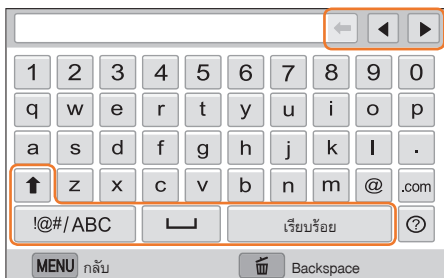 1 2 3 4 5 6 7 8 9 0
q w e r t y u i o p
a s d f g h j k l .
z x c v b n m @ .com
!@#/ABC เรียบร้อย ?
MENU กลับ Backspace